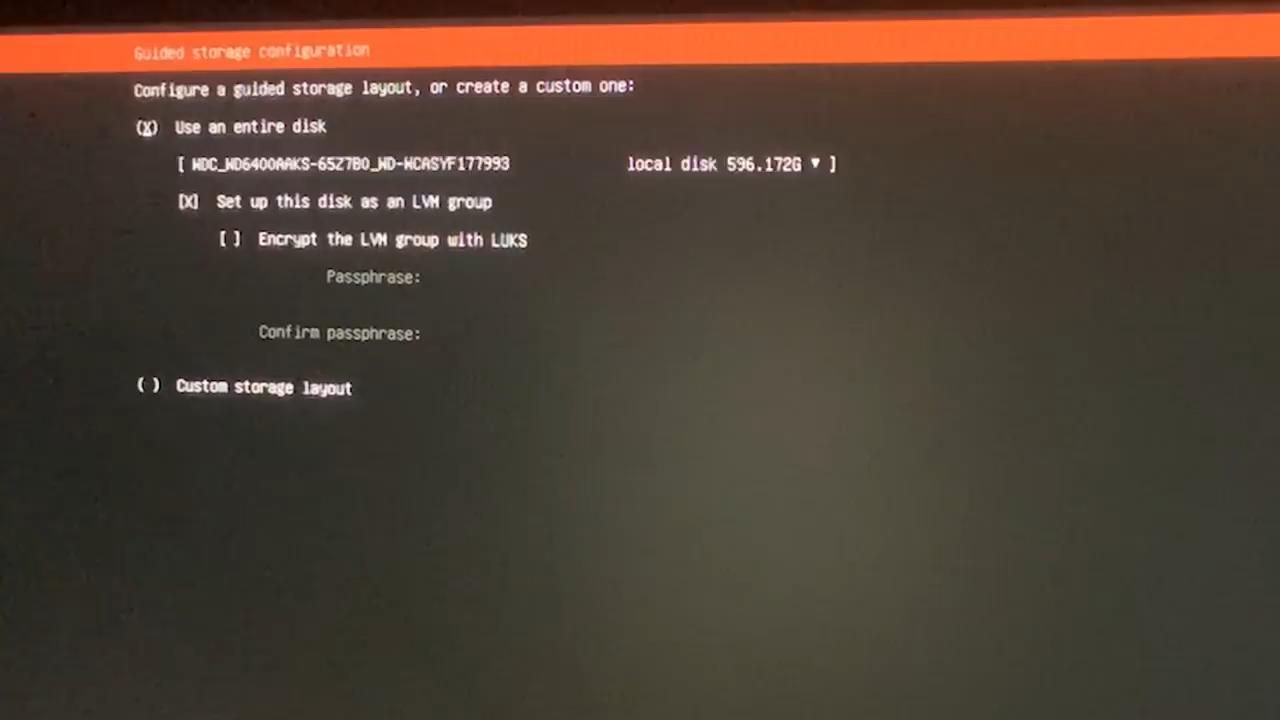 Guided storage configuration
Configure a guided storage layout, or create a custom one:
(X) Use an entire disk
[ WDC_WD6400AAKS-65Z7B0_WD-WCASYF177993 local disk 596.172G ▾ ]
[X] Set up this disk as an LVM group
[ ] Encrypt the LVM group with LUKS
Passphrase:
Confirm passphrase:
( ) Custom storage layout